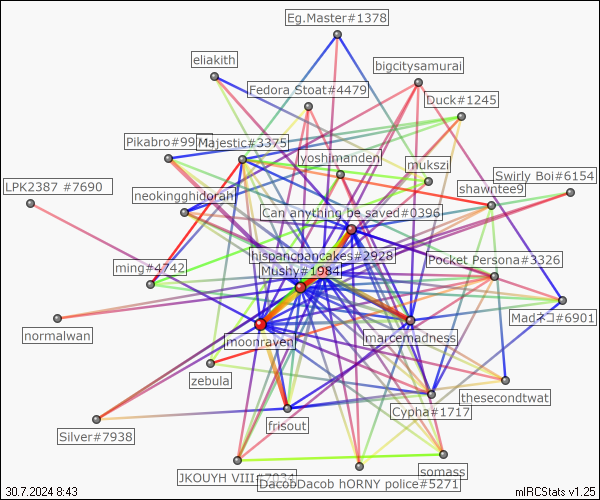 Eg.Master#1378
eliakith
bigcitysamurai
Fedora Stoat#4479
Duck#1245
Majestic#3375
yoshimanden
mukszi
Swirly Boi#6154
shawntee9
LPK2387 #7690
neokingghidorah
Can anything be saved#0396
hispancpancakes#2928
Pocket Persona#3326
ming#4742
Mushy#1984
Madネコ#6901
normalwan
moonraven
marcemadness
zebula
thesecondtwat
Cypha#1717
frisout
Silver#7938
somass
JKOUYH VIII
DacobDacob hORNY police#5271
30.7.2024 8:43
mIRCStats v1.25